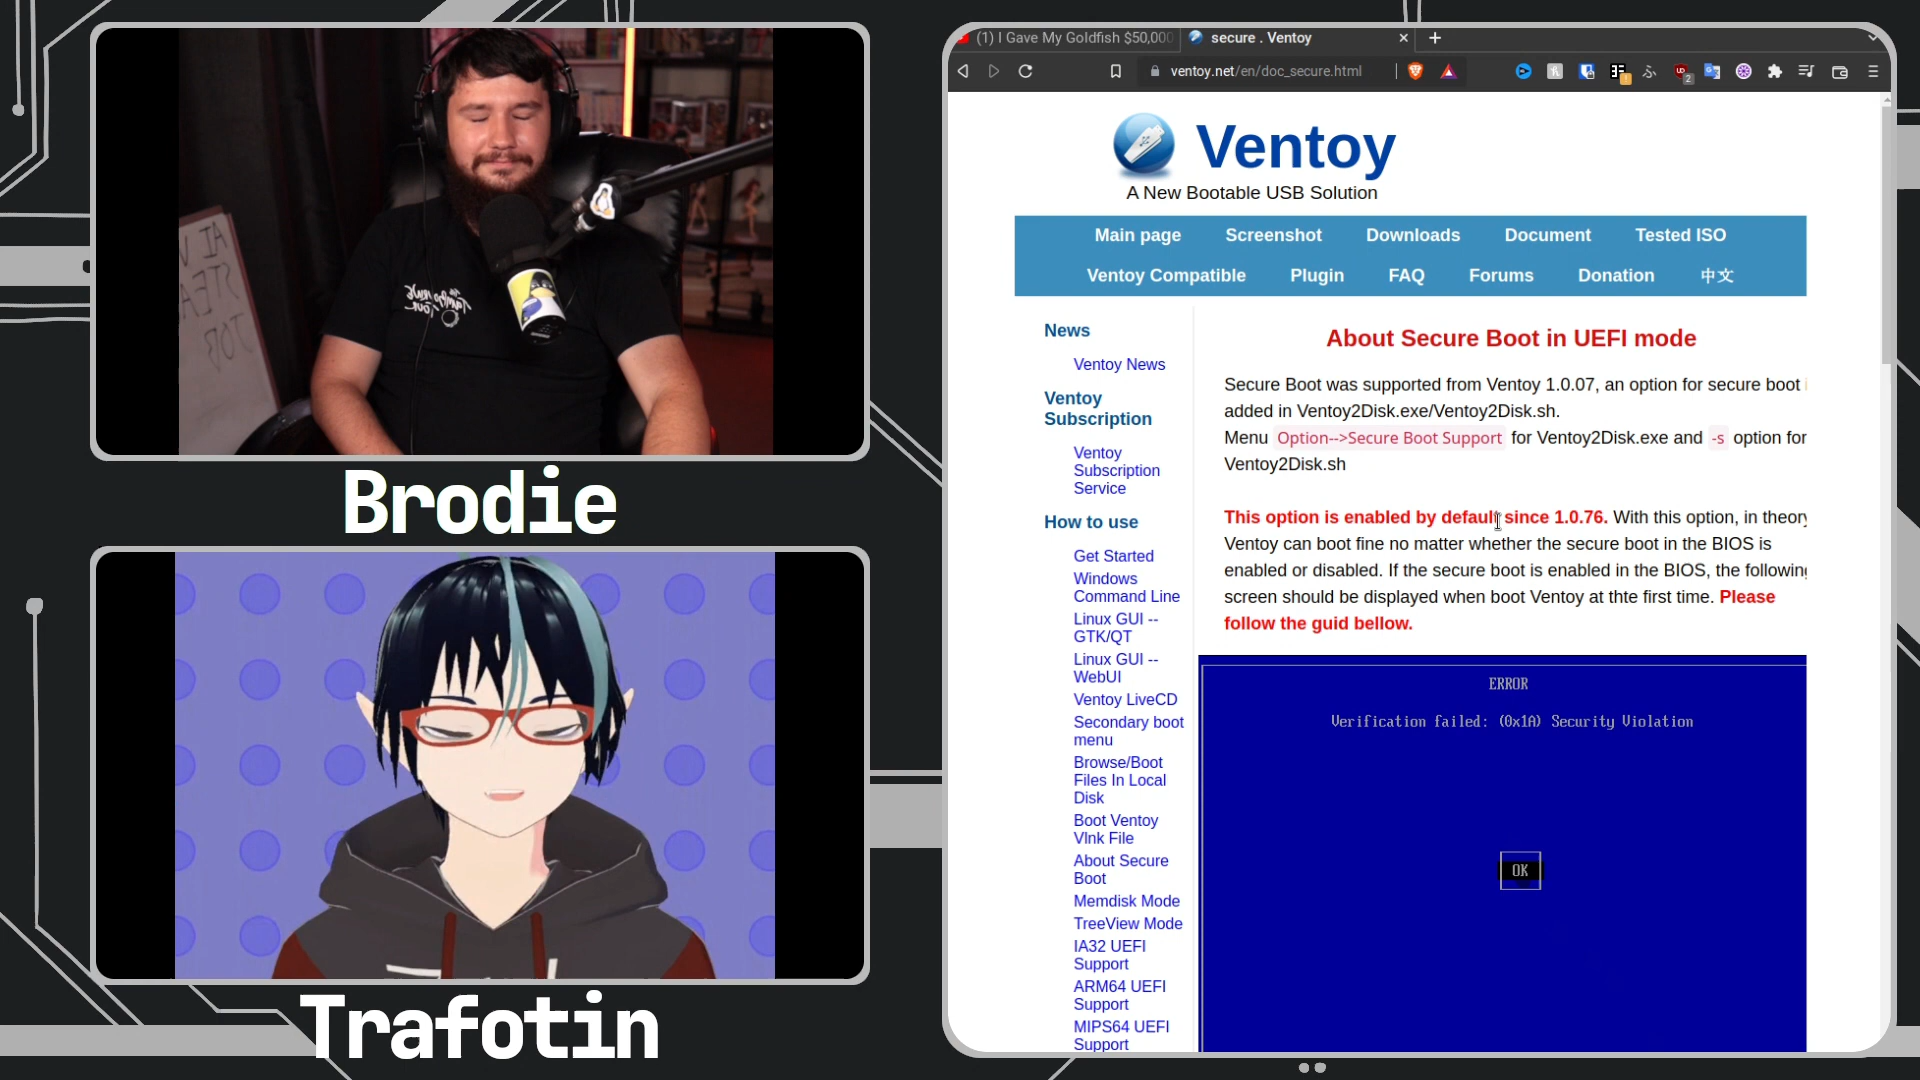 Brodie
Trafotin
(1) I Gave My Goldfish $50,000
secure . Ventoy
ventoy.net/en/doc_secure.html
Ventoy
A New Bootable USB Solution
Main page Screenshot Downloads Document Tested ISO
Ventoy Compatible Plugin FAQ Forums Donation 中文
News
Ventoy News
Ventoy
Subscription
Ventoy
Subscription
Service
How to use
Get Started
Windows
Command Line
Linux GUI --
GTK/QT
Linux GUI --
WebUI
Ventoy LiveCD
Secondary boot
menu
Browse/Boot
Files In Local
Disk
Boot Ventoy
Vlnk File
About Secure
Boot
Memdisk Mode
TreeView Mode
IA32 UEFI
Support
ARM64 UEFI
Support
MIPS64 UEFI
Support
About Secure Boot in UEFI mode
Secure Boot was supported from Ventoy 1.0.07, an option for secure boot
added in Ventoy2Disk.exe/Ventoy2Disk.sh.
Menu Option-->Secure Boot Support for Ventoy2Disk.exe and -s option for
Ventoy2Disk.sh
This option is enabled by default since 1.0.76. With this option, in theory
Ventoy can boot fine no matter whether the secure boot in the BIOS is
enabled or disabled. If the secure boot is enabled in the BIOS, the following
screen should be displayed when boot Ventoy at thte first time. Please
follow the guid bellow.
ERROR
Verification failed: (0x1A) Security Violation
OK